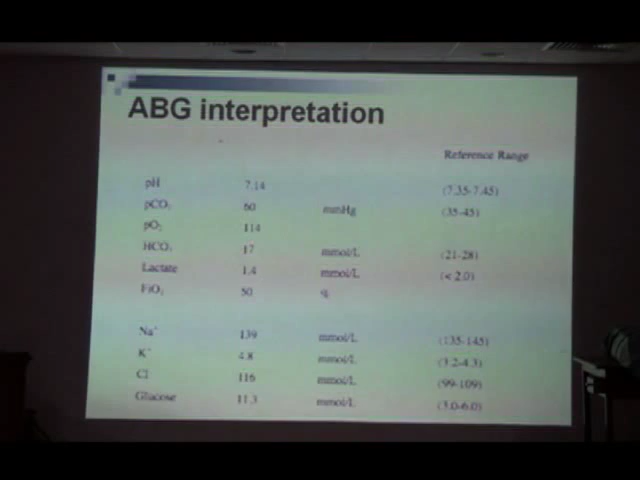 ABG interpretation
Reference Range
pH 7.14 (7.35-7.45)
pCO₂ 60 mmHg (35-45)
pO₂ 114
HCO₃ 17 mmol/L (21-28)
Lactate 1.4 mmol/L (< 2.0)
FiO₂ 50 %
Na⁺ 139 mmol/L (135-145)
K⁺ 4.8 mmol/L (3.2-4.3)
Cl 116 mmol/L (99-109)
Glucose 11.3 mmol/L (3.0-6.0)